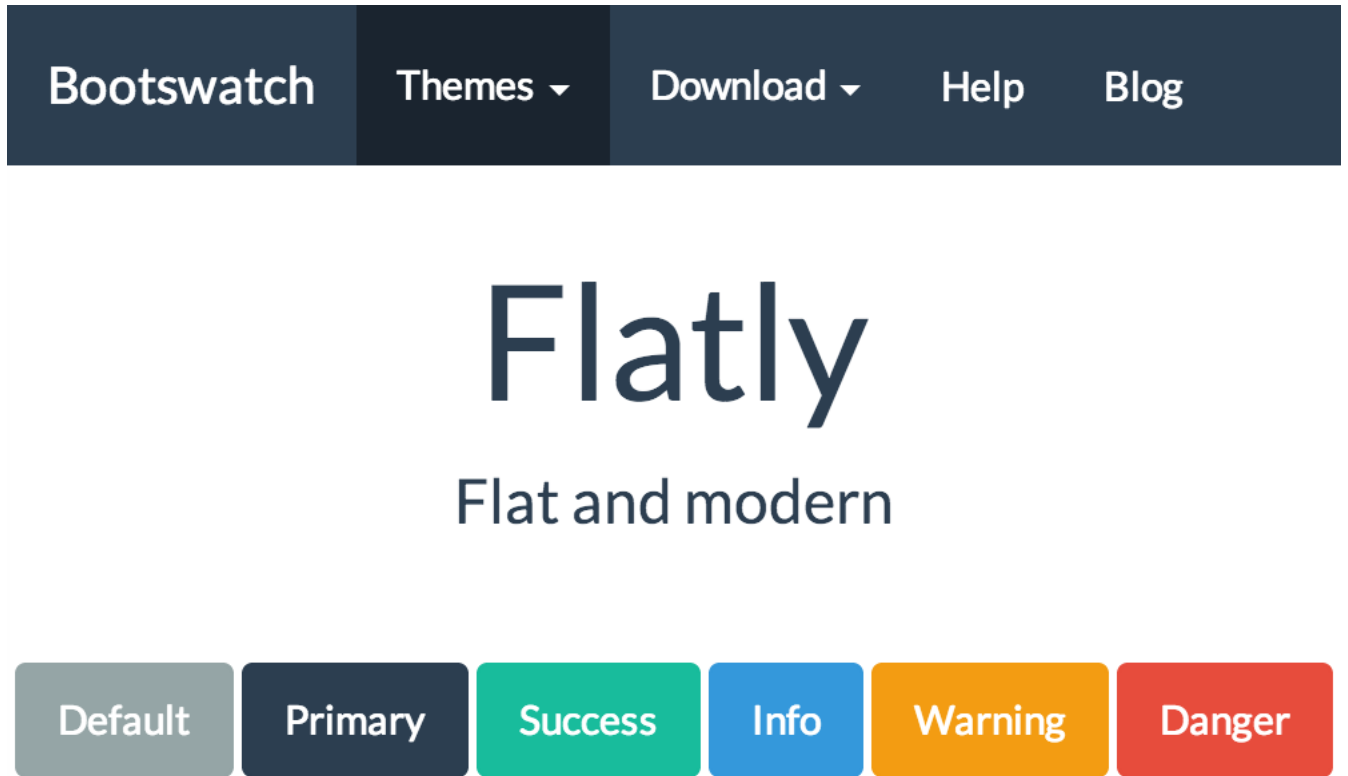 Bootswatch Themes Download Help Blog
Flatly
Flat and modern
Default Primary Success Info Warning Danger